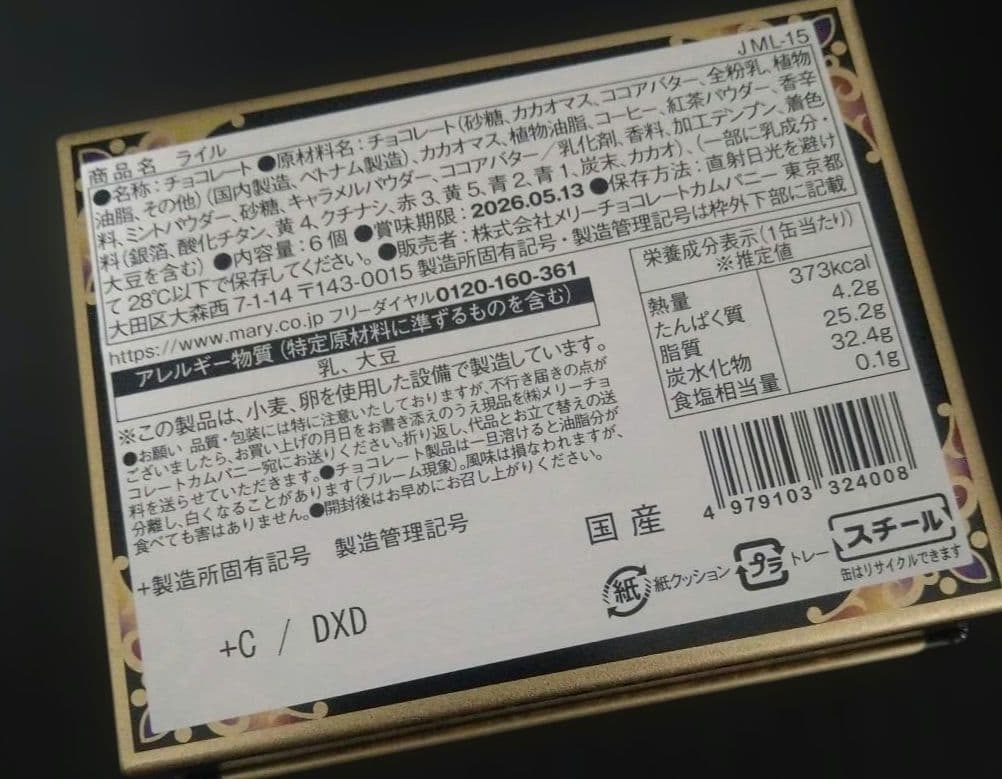 JML-15
商品名 ライル
●名称：チョコレート●原材料名：チョコレート(砂糖、カカオマス、ココアバター、全粉乳、植物
油脂、その他)(国内製造、ベトナム製造)、カカオマス、植物油脂、コーヒー、紅茶パウダー、香辛
料、ミントパウダー、砂糖、キャラメルパウダー、ココアバター／乳化剤、香料、加工デンプン、着色
料(銀箔、酸化チタン、黄4、クチナシ、赤3、黄5、青2、青1、炭末、カカオ)、(一部に乳成分・
大豆を含む)●内容量：6個●賞味期限：2026.05.13●保存方法：直射日光を避け
て28℃以下で保存してください。●販売者：株式会社メリーチョコレートカムパニー 東京都
大田区大森西7-1-14〒143-0015 製造所固有記号・製造管理記号は枠外下部に記載
https://www.mary.co.jp フリーダイヤル0120-160-361
アレルギー物質(特定原材料に準ずるものを含む)
乳、大豆
※この製品は、小麦、卵を使用した設備で製造しています。
●お願い 品質・包装には特に注意いたしておりますが、不行き届きの点が
ございましたら、お買い上げの月日をお書き添えのうえ現品を㈱メリーチョ
コレートカムパニー宛にお送りください。折り返し、代品とお立て替えの送
料を送らせていただきます。●チョコレート製品は一旦溶けると油脂分が
分離し、白くなることがあります(ブルーム現象)。風味は損なわれますが、
食べても害はありません。●開封後はお早めにお召し上がりください。
栄養成分表示(1缶当たり)
※推定値
熱量 373kcal
たんぱく質 4.2g
脂質 25.2g
炭水化物 32.4g
食塩相当量 0.1g
4 979103 324008
国産
+製造所固有記号 製造管理記号
+C / DXD
紙 紙クッション プラ トレー スチール
缶はリサイクルできます